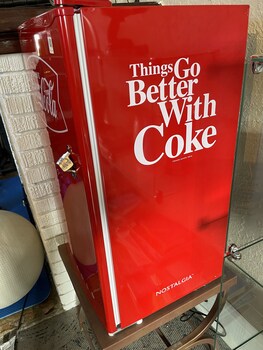 Coca-Cola
Things Go
Better
With
Coke
NOSTALGIA